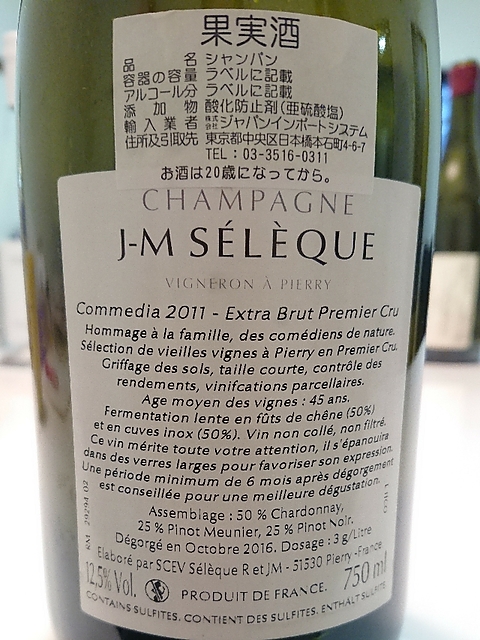 果実酒
品名 シャンパン
容器の容量 ラベルに記載
アルコール分 ラベルに記載
添加物 酸化防止剤(亜硫酸塩)
輸入業者 株式会社ジャパンインポートシステム
住所及引取先 東京都中央区日本橋本石町4-6-7
TEL:03-3516-0311
お酒は20歳になってから。
CHAMPAGNE
J-M SÉLÈQUE
VIGNERON À PIERRY
Commedia 2011 - Extra Brut Premier Cru
Hommage à la famille, des comédiens de nature.
Sélection de vieilles vignes à Pierry en Premier Cru.
Griffage des sols, taille courte, contrôle des
rendements, vinifcations parcellaires.
Age moyen des vignes : 45 ans.
Fermentation lente en fûts de chêne (50%)
et en cuves inox (50%). Vin non collé, non filtré.
Ce vin mérite toute votre attention, il s'épanouira
dans des verres larges pour favoriser son expression.
Une période minimum de 6 mois après dégorgement
est conseillée pour une meilleure dégustation.
Assemblage : 50 % Chardonnay,
25 % Pinot Meunier, 25 % Pinot Noir.
Dégorgé en Octobre 2016. Dosage : 3 g/Litre
Elaboré par SCEV Sélèque R et JM - 51530 Pierry -France
12,5% Vol. PRODUIT DE FRANCE. 750 ml
CONTAINS SULFITES. CONTIENT DES SULFITES. ENTHÄLT SULFITE.
RM 29294 02